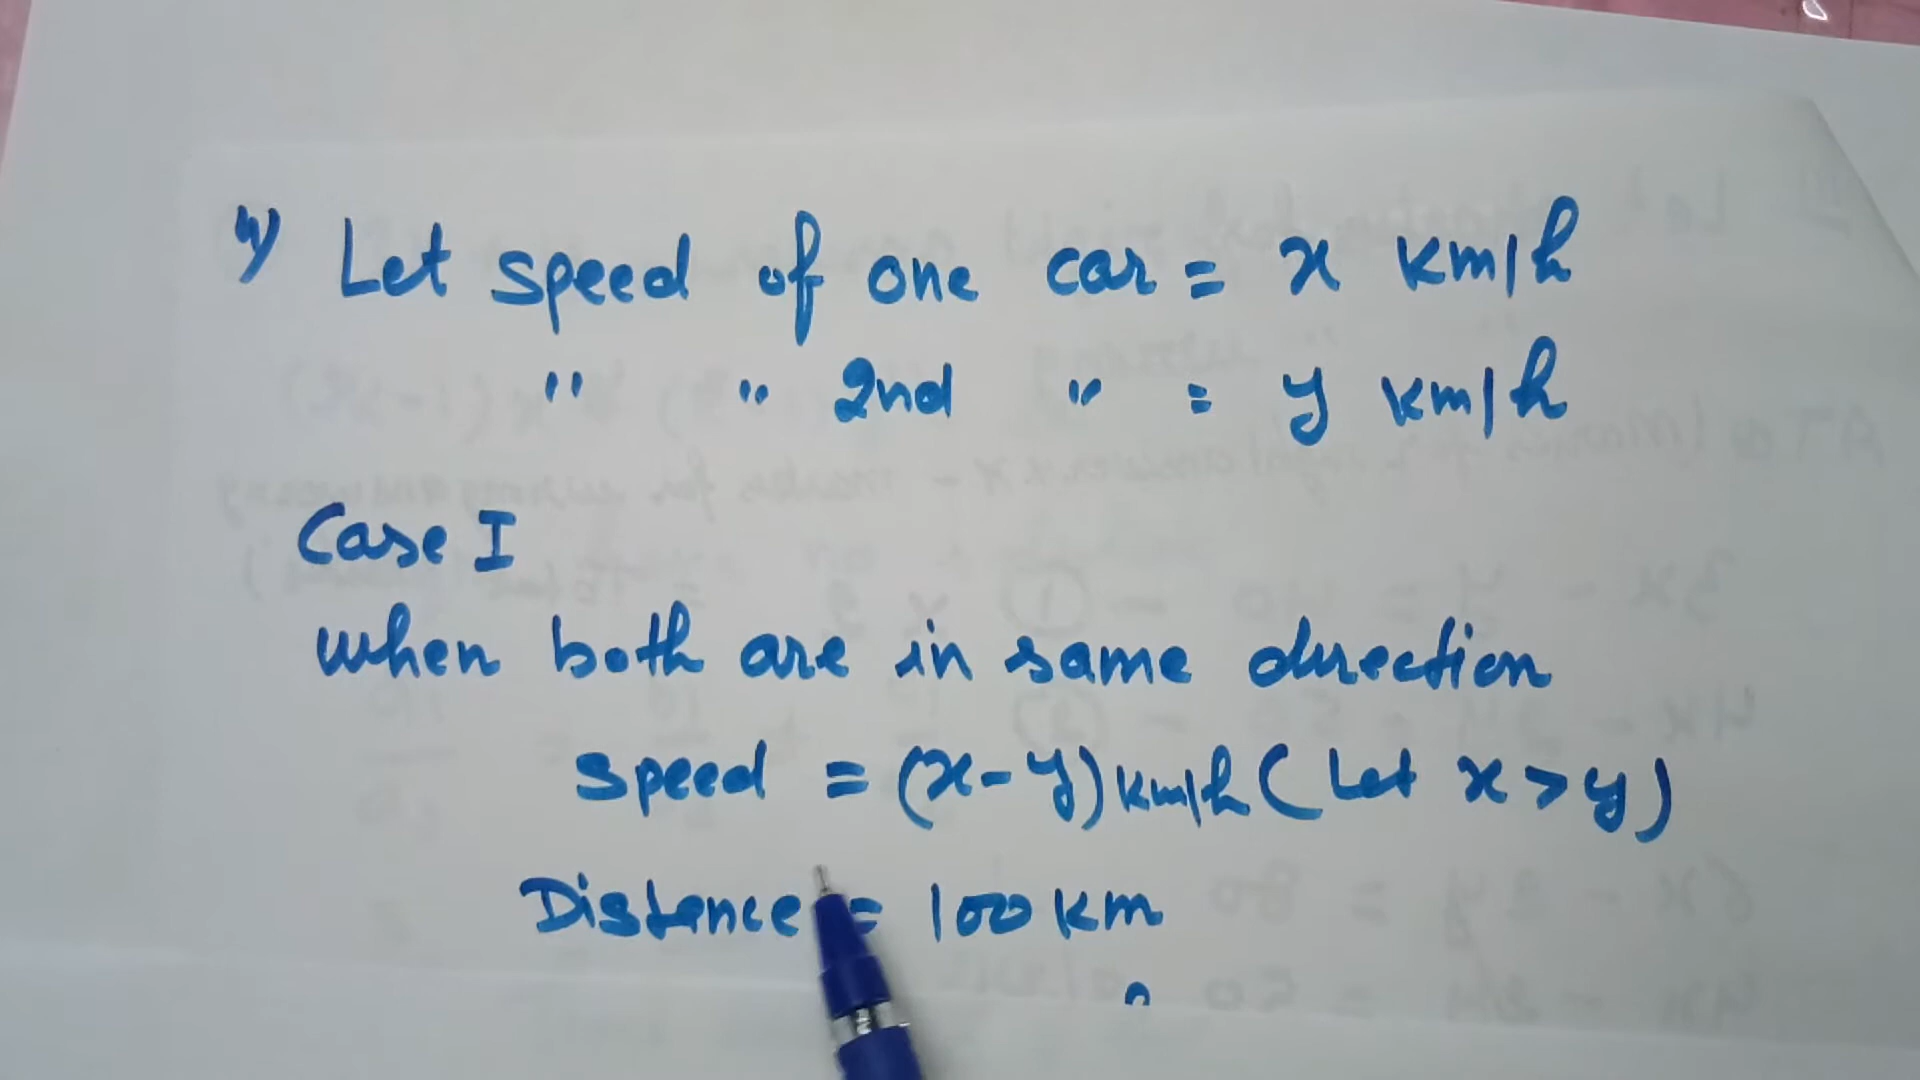 4) Let speed of one car = x km/h
" " 2nd " = y km/h
Case I
when both are in same direction
speed = (x-y) km/h (Let x > y)
Distance = 100 km